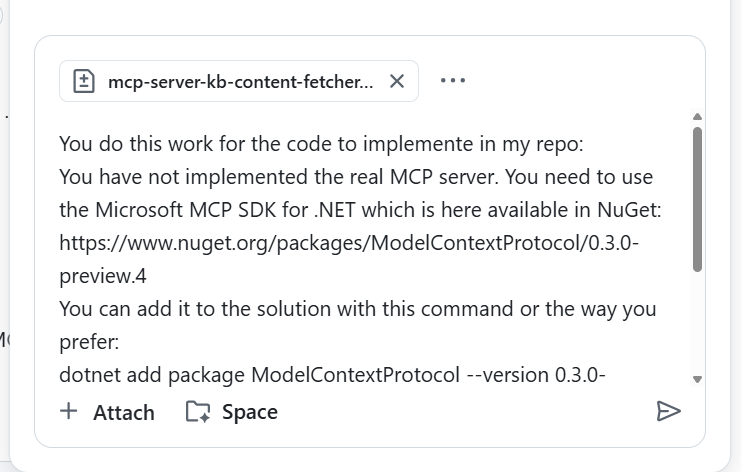 mcp-server-kb-content-fetcher...
You do this work for the code to implemente in my repo:
You have not implemented the real MCP server. You need to use
the Microsoft MCP SDK for .NET which is here available in NuGet:
https://www.nuget.org/packages/ModelContextProtocol/0.3.0-
preview.4
You can add it to the solution with this command or the way you
prefer:
dotnet add package ModelContextProtocol --version 0.3.0-
Attach Space